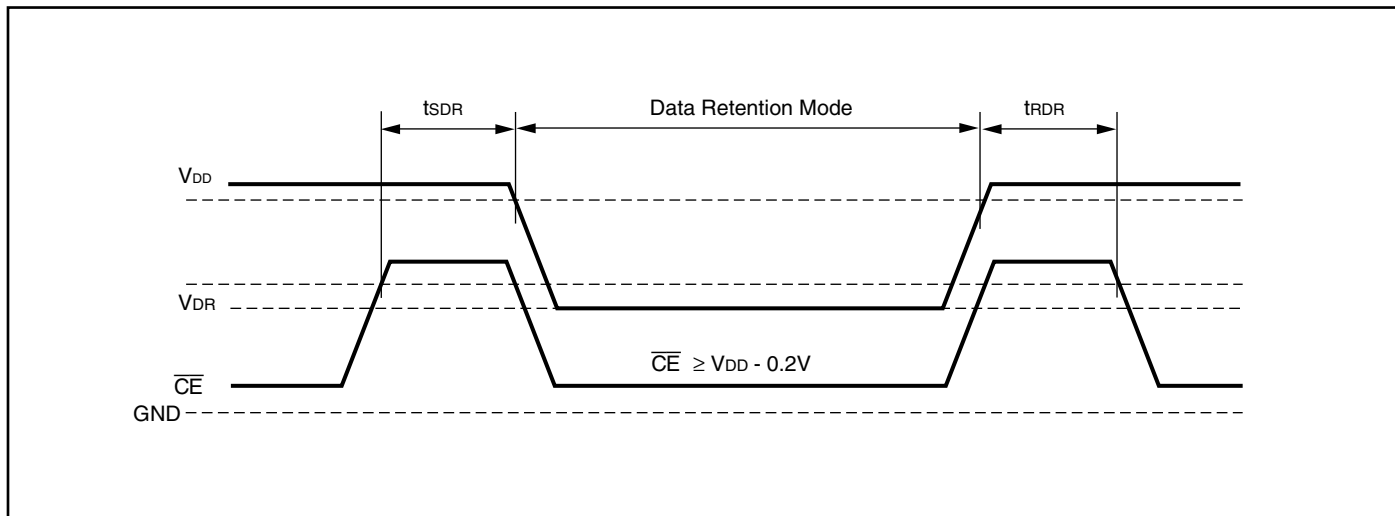 tSDR Data Retention Mode tRDR
VDD
VDR
CE ≥ VDD - 0.2V
CE
GND